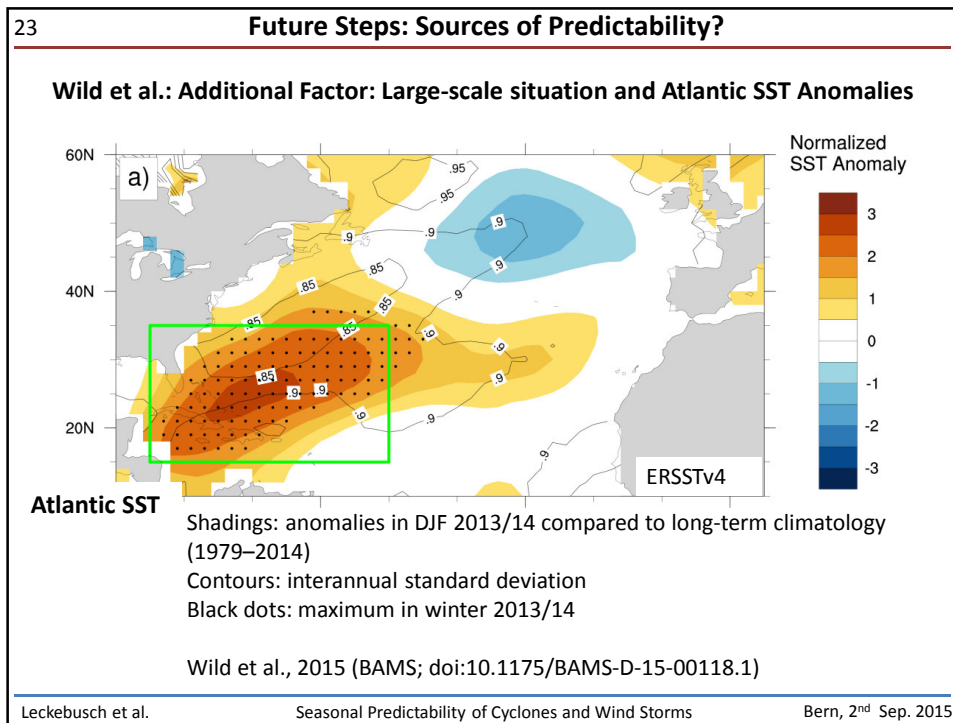 23
Future Steps: Sources of Predictability?
Wild et al.: Additional Factor: Large-scale situation and Atlantic SST Anomalies
Normalized
SST Anomaly
60N
a)
.95
.95
3
.9
.9
.9
2
.85
40N
.9
.85
.85
1
.85
.9
0
.9
.85
.9
.9
-1
.9
20N
.9
-2
.9
ERSSTv4
-3
Atlantic SST
Shadings: anomalies in DJF 2013/14 compared to long-term climatology
(1979–2014)
Contours: interannual standard deviation
Black dots: maximum in winter 2013/14
Wild et al., 2015 (BAMS; doi:10.1175/BAMS-D-15-00118.1)
Leckebusch et al.
Seasonal Predictability of Cyclones and Wind Storms
Bern, 2nd Sep. 2015